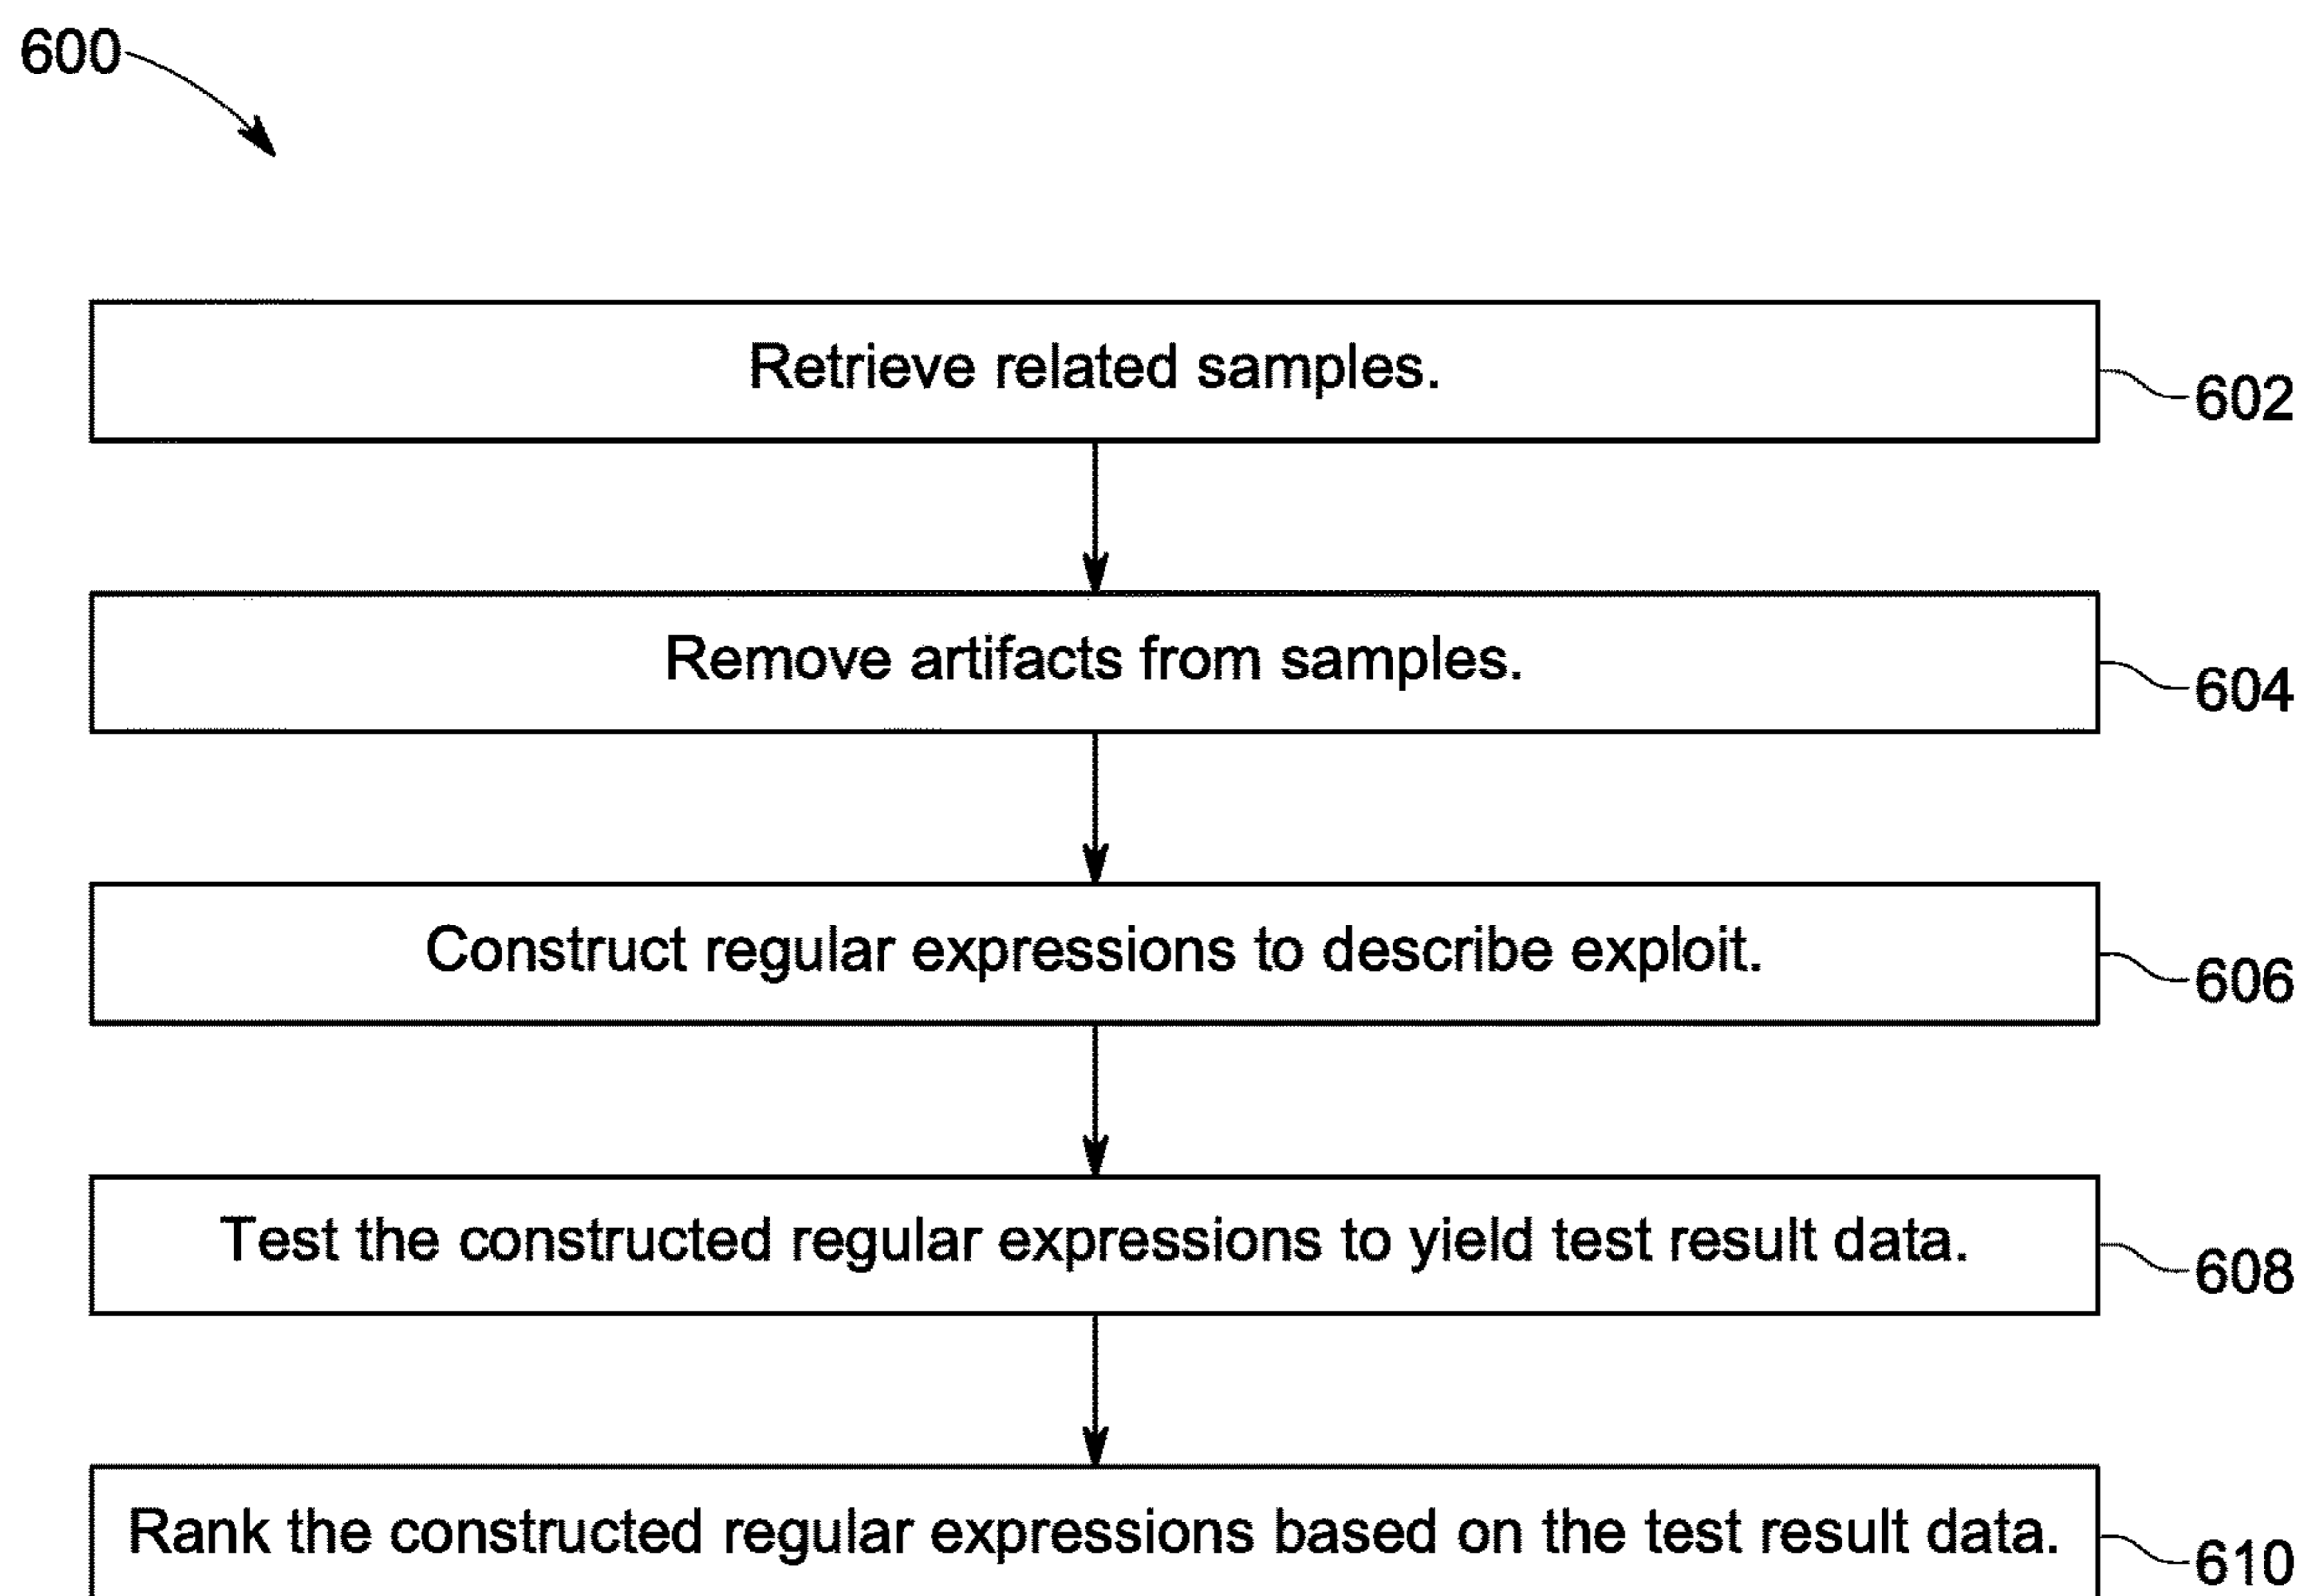 600
Retrieve related samples.
602
Remove artifacts from samples.
604
Construct regular expressions to describe exploit.
606
Test the constructed regular expressions to yield test result data.
608
Rank the constructed regular expressions based on the test result data.
610